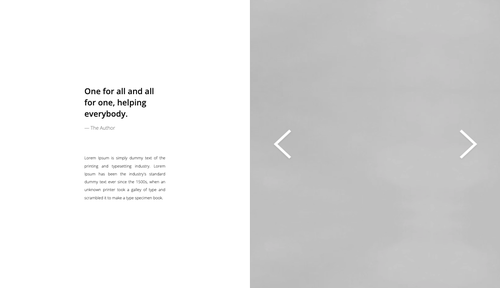 One for all and all
for one, helping
everybody.
— The Author
Lorem Ipsum is simply dummy text of the
printing and typesetting industry. Lorem
Ipsum has been the industry's standard
dummy text ever since the 1500s, when an
unknown printer took a galley of type and
scrambled it to make a type specimen book.